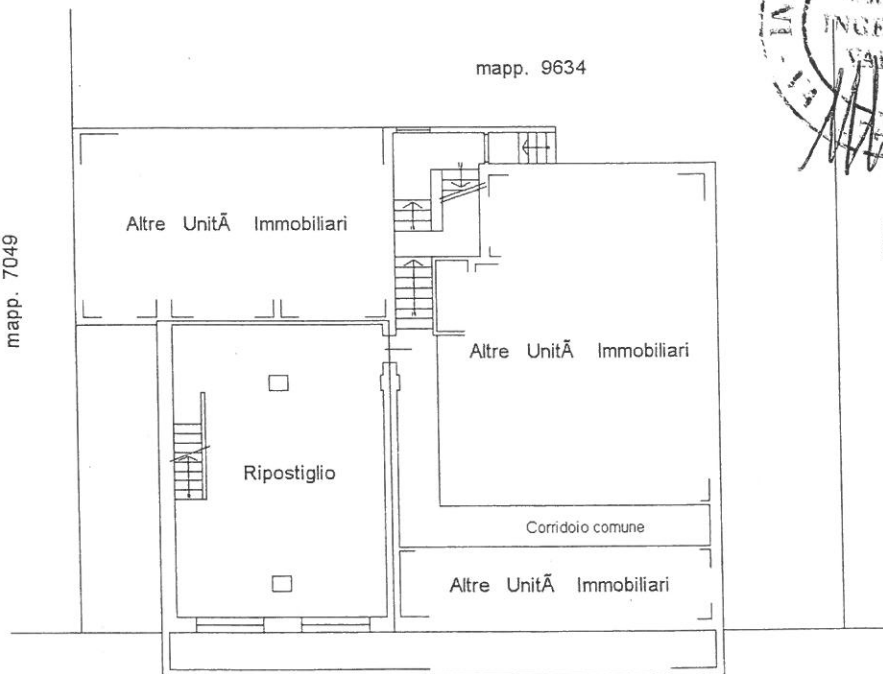 mapp. 9634
mapp. 7049
Altre UnitÃ Immobiliari
Altre UnitÃ Immobiliari
Ripostiglio
Corridoio comune
Altre UnitÃ Immobiliari